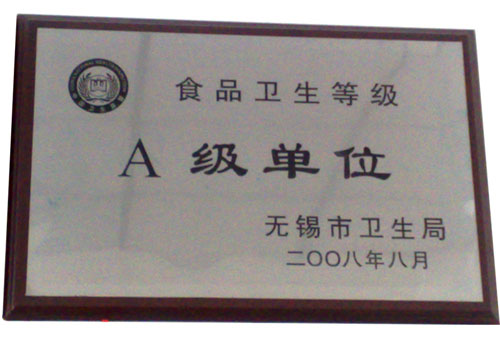 食品卫生等级
A 级单位
无锡市卫生局
二〇〇八年八月